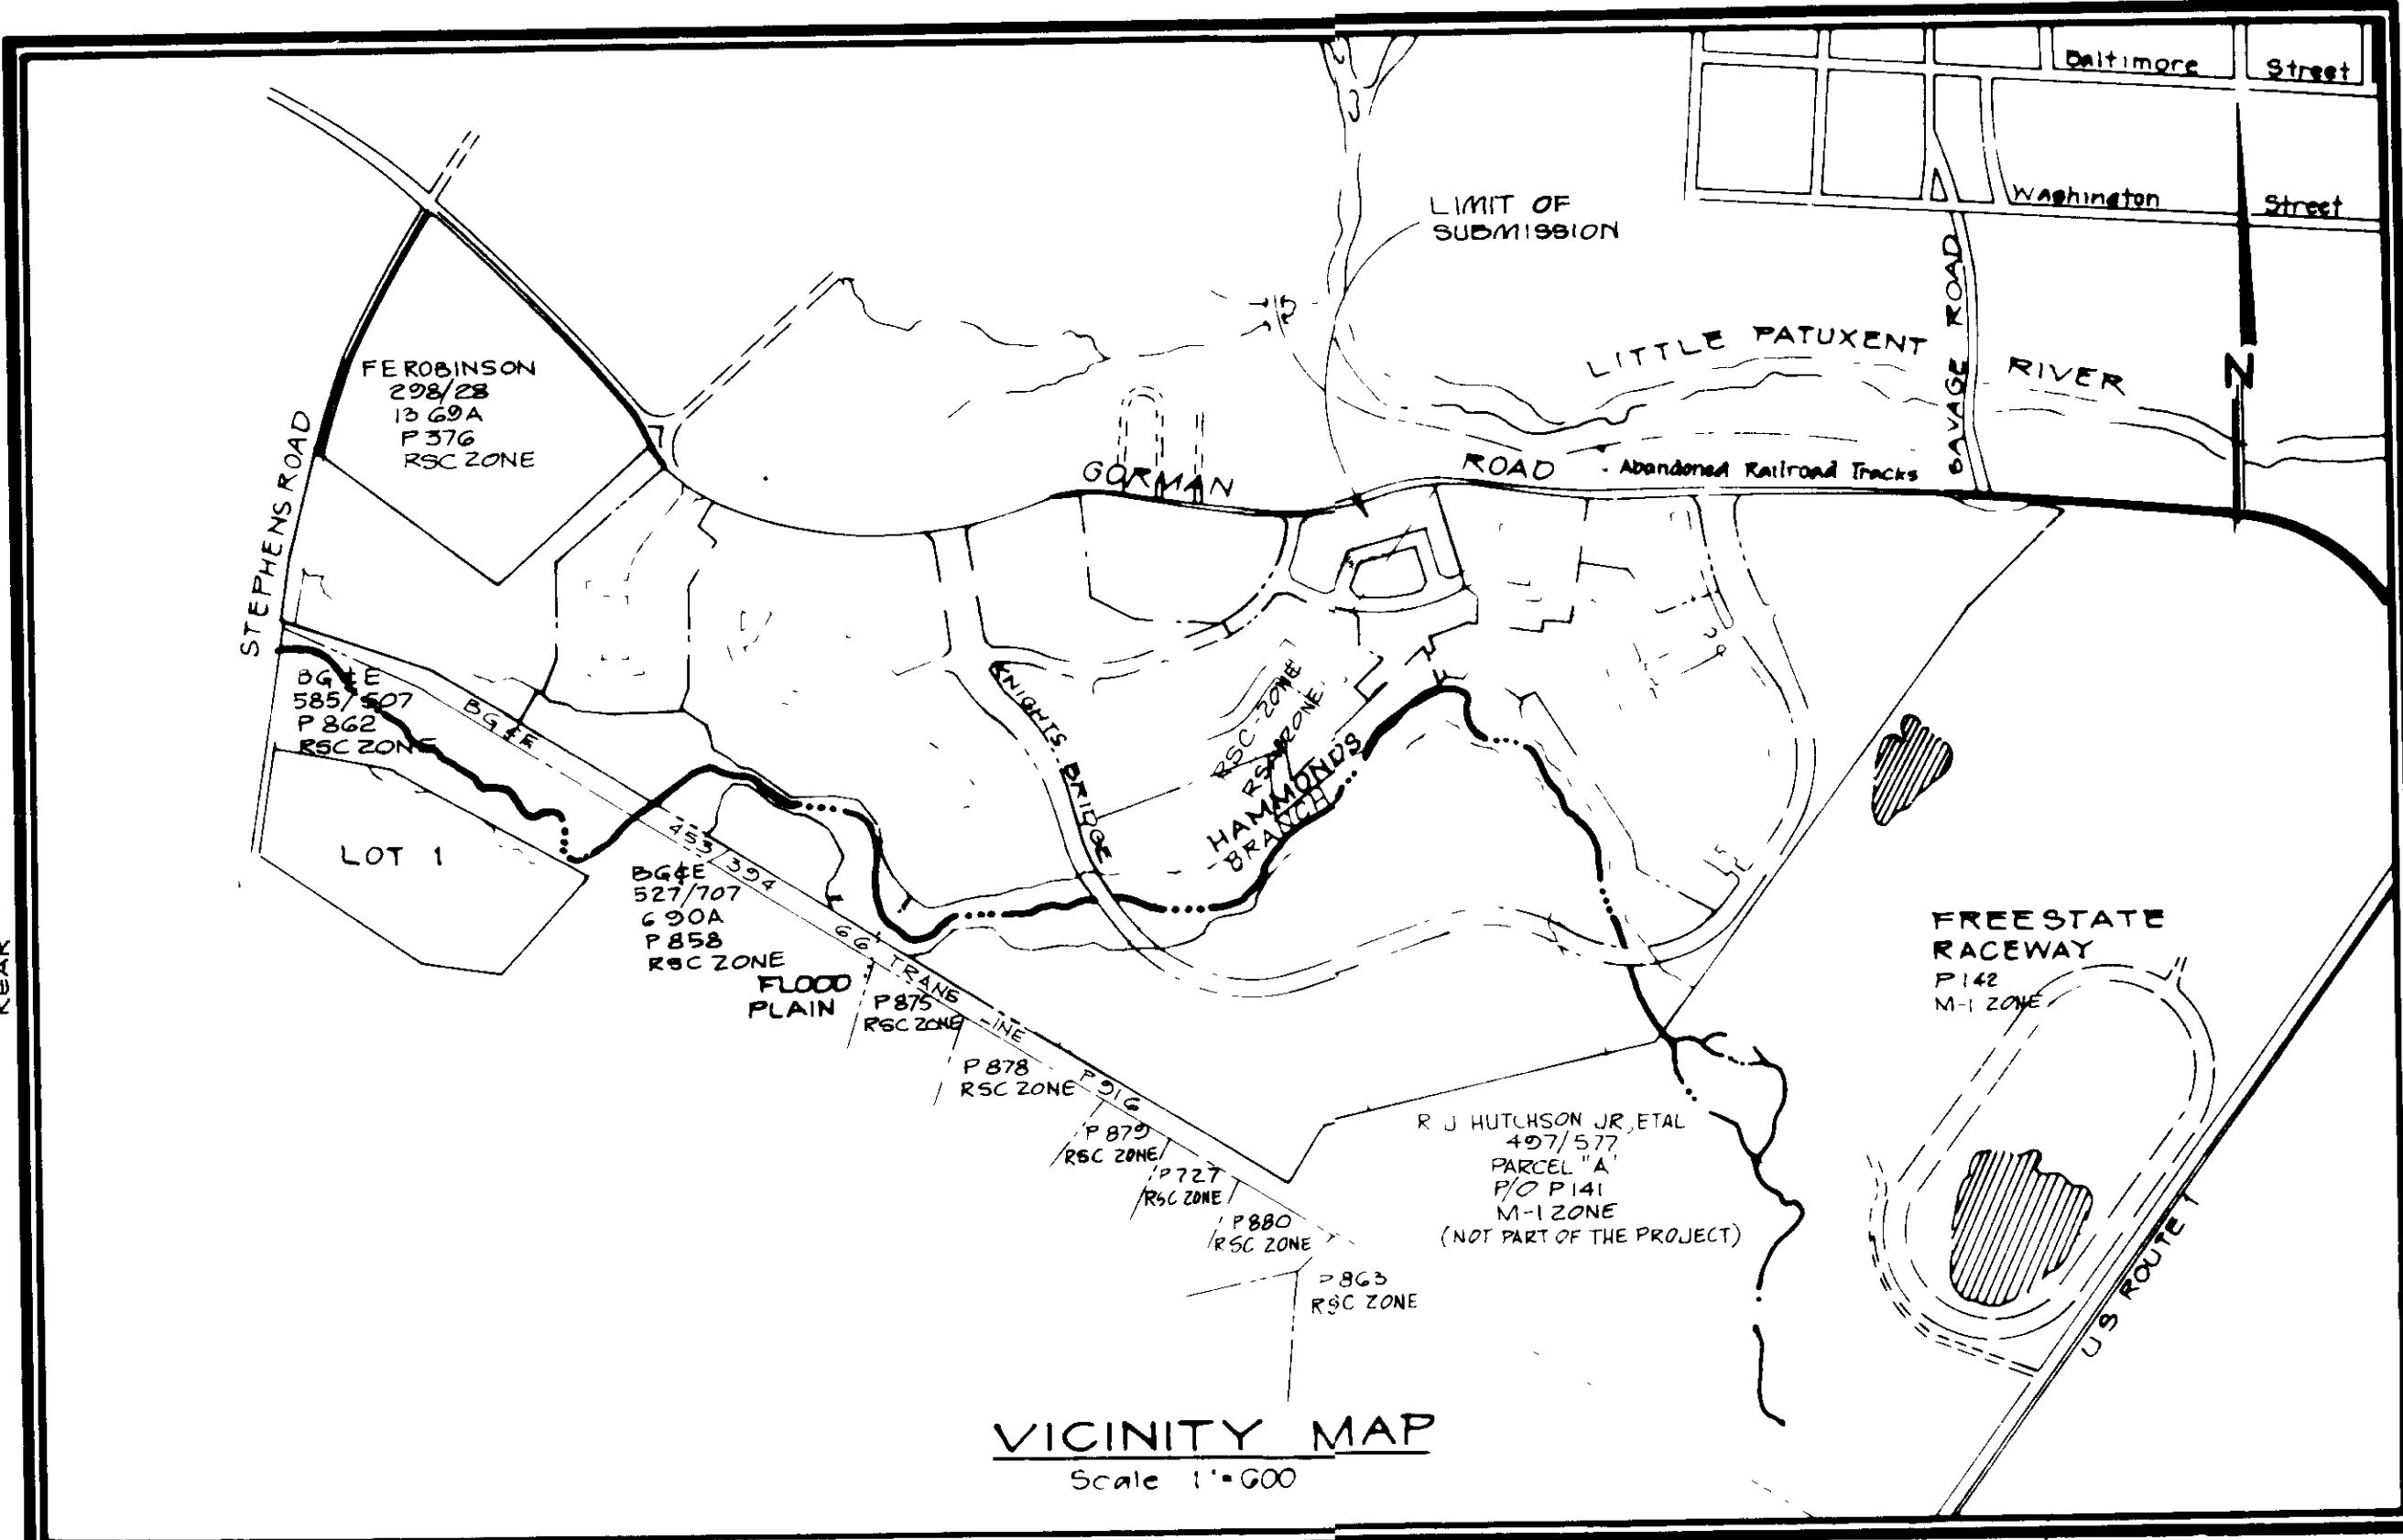 Baltimore Street
Washington Street
LIMIT OF
SUBMISSION
SAVAGE ROAD
LITTLE PATUXENT RIVER
N
FE ROBINSON
298/28
13 69A
P 376
RSC ZONE
STEPHENS ROAD
GORMAN ROAD
Abandoned Railroad Tracks
BG&E
585/507
P 862
RSC ZONE
BG&E
KNIGHTS BRIDGE
RSC-ZONE
ZONE
HAMMONDS
BRANCH
LOT 1
453/394
66' TRANS
INE
P 916
BG&E
527/707
6 90A
P 858
RSC ZONE
FLOOD
PLAIN
P 875
RSC ZONE
P 878
RSC ZONE
P 879
RSC ZONE
P 727
RSC ZONE
P 880
RSC ZONE
P 863
RSC ZONE
R J HUTCHSON JR, ETAL
497/577
PARCEL "A"
P/O P 141
M-1 ZONE
(NOT PART OF THE PROJECT)
FREESTATE
RACEWAY
P 142
M-1 ZONE
US ROUTE 1
REAR
VICINITY MAP
Scale 1"=600